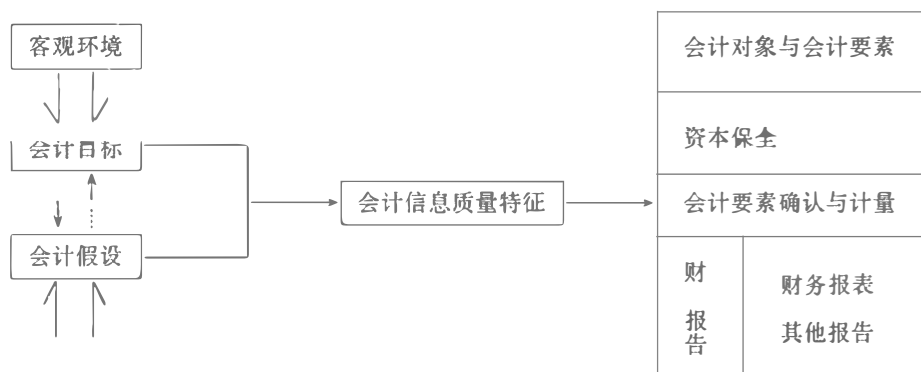 客观环境
会计目标
会计假设
会计信息质量特征
会计对象与会计要素
资本保全
会计要素确认与计量
财
报
告
财务报表
其他报告